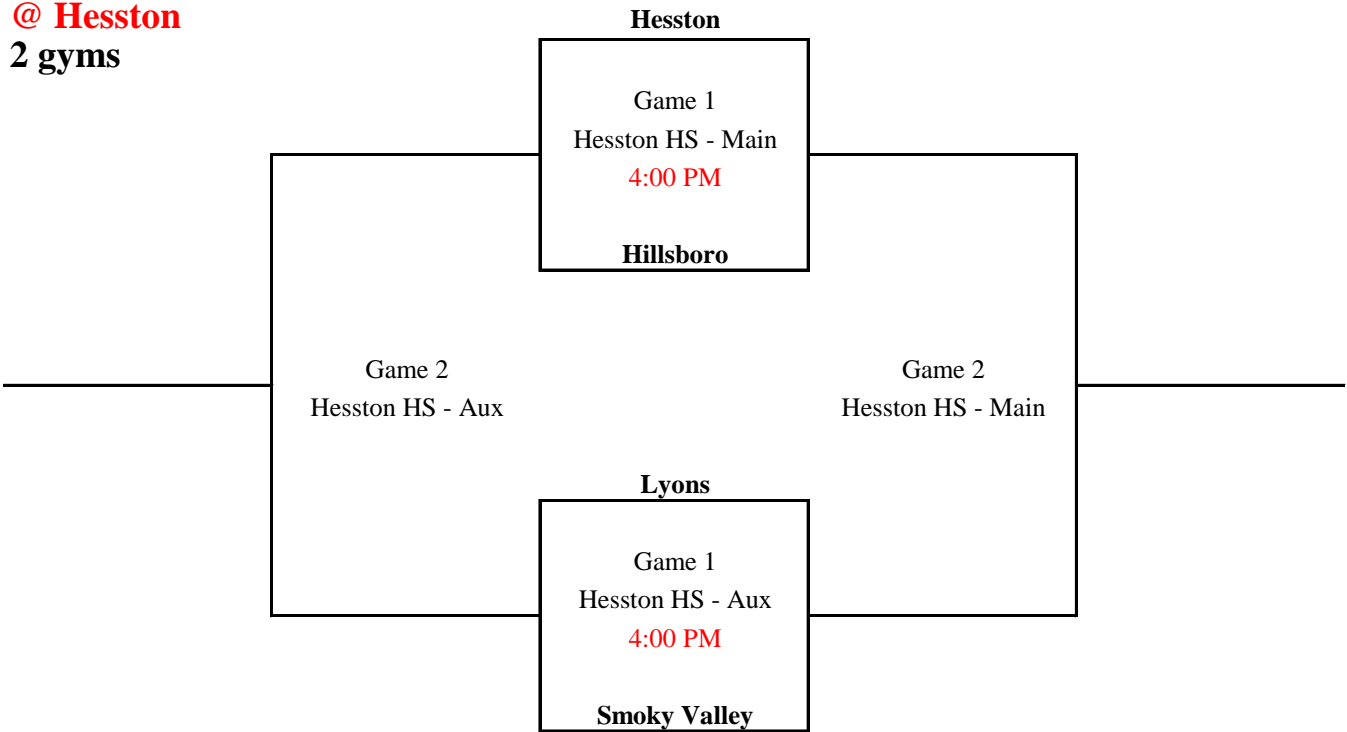 @ Hesston
2 gyms
Hesston
Game 1
Hesston HS - Main
4:00 PM
Hillsboro
Game 2
Hesston HS - Aux
Game 2
Hesston HS - Main
Lyons
Game 1
Hesston HS - Aux
4:00 PM
Smoky Valley